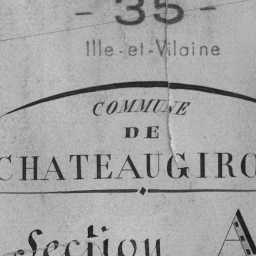 - 35 -
Ille-et-Vilaine
COMMUNE
DE
CHATEAUGIRO
Section A